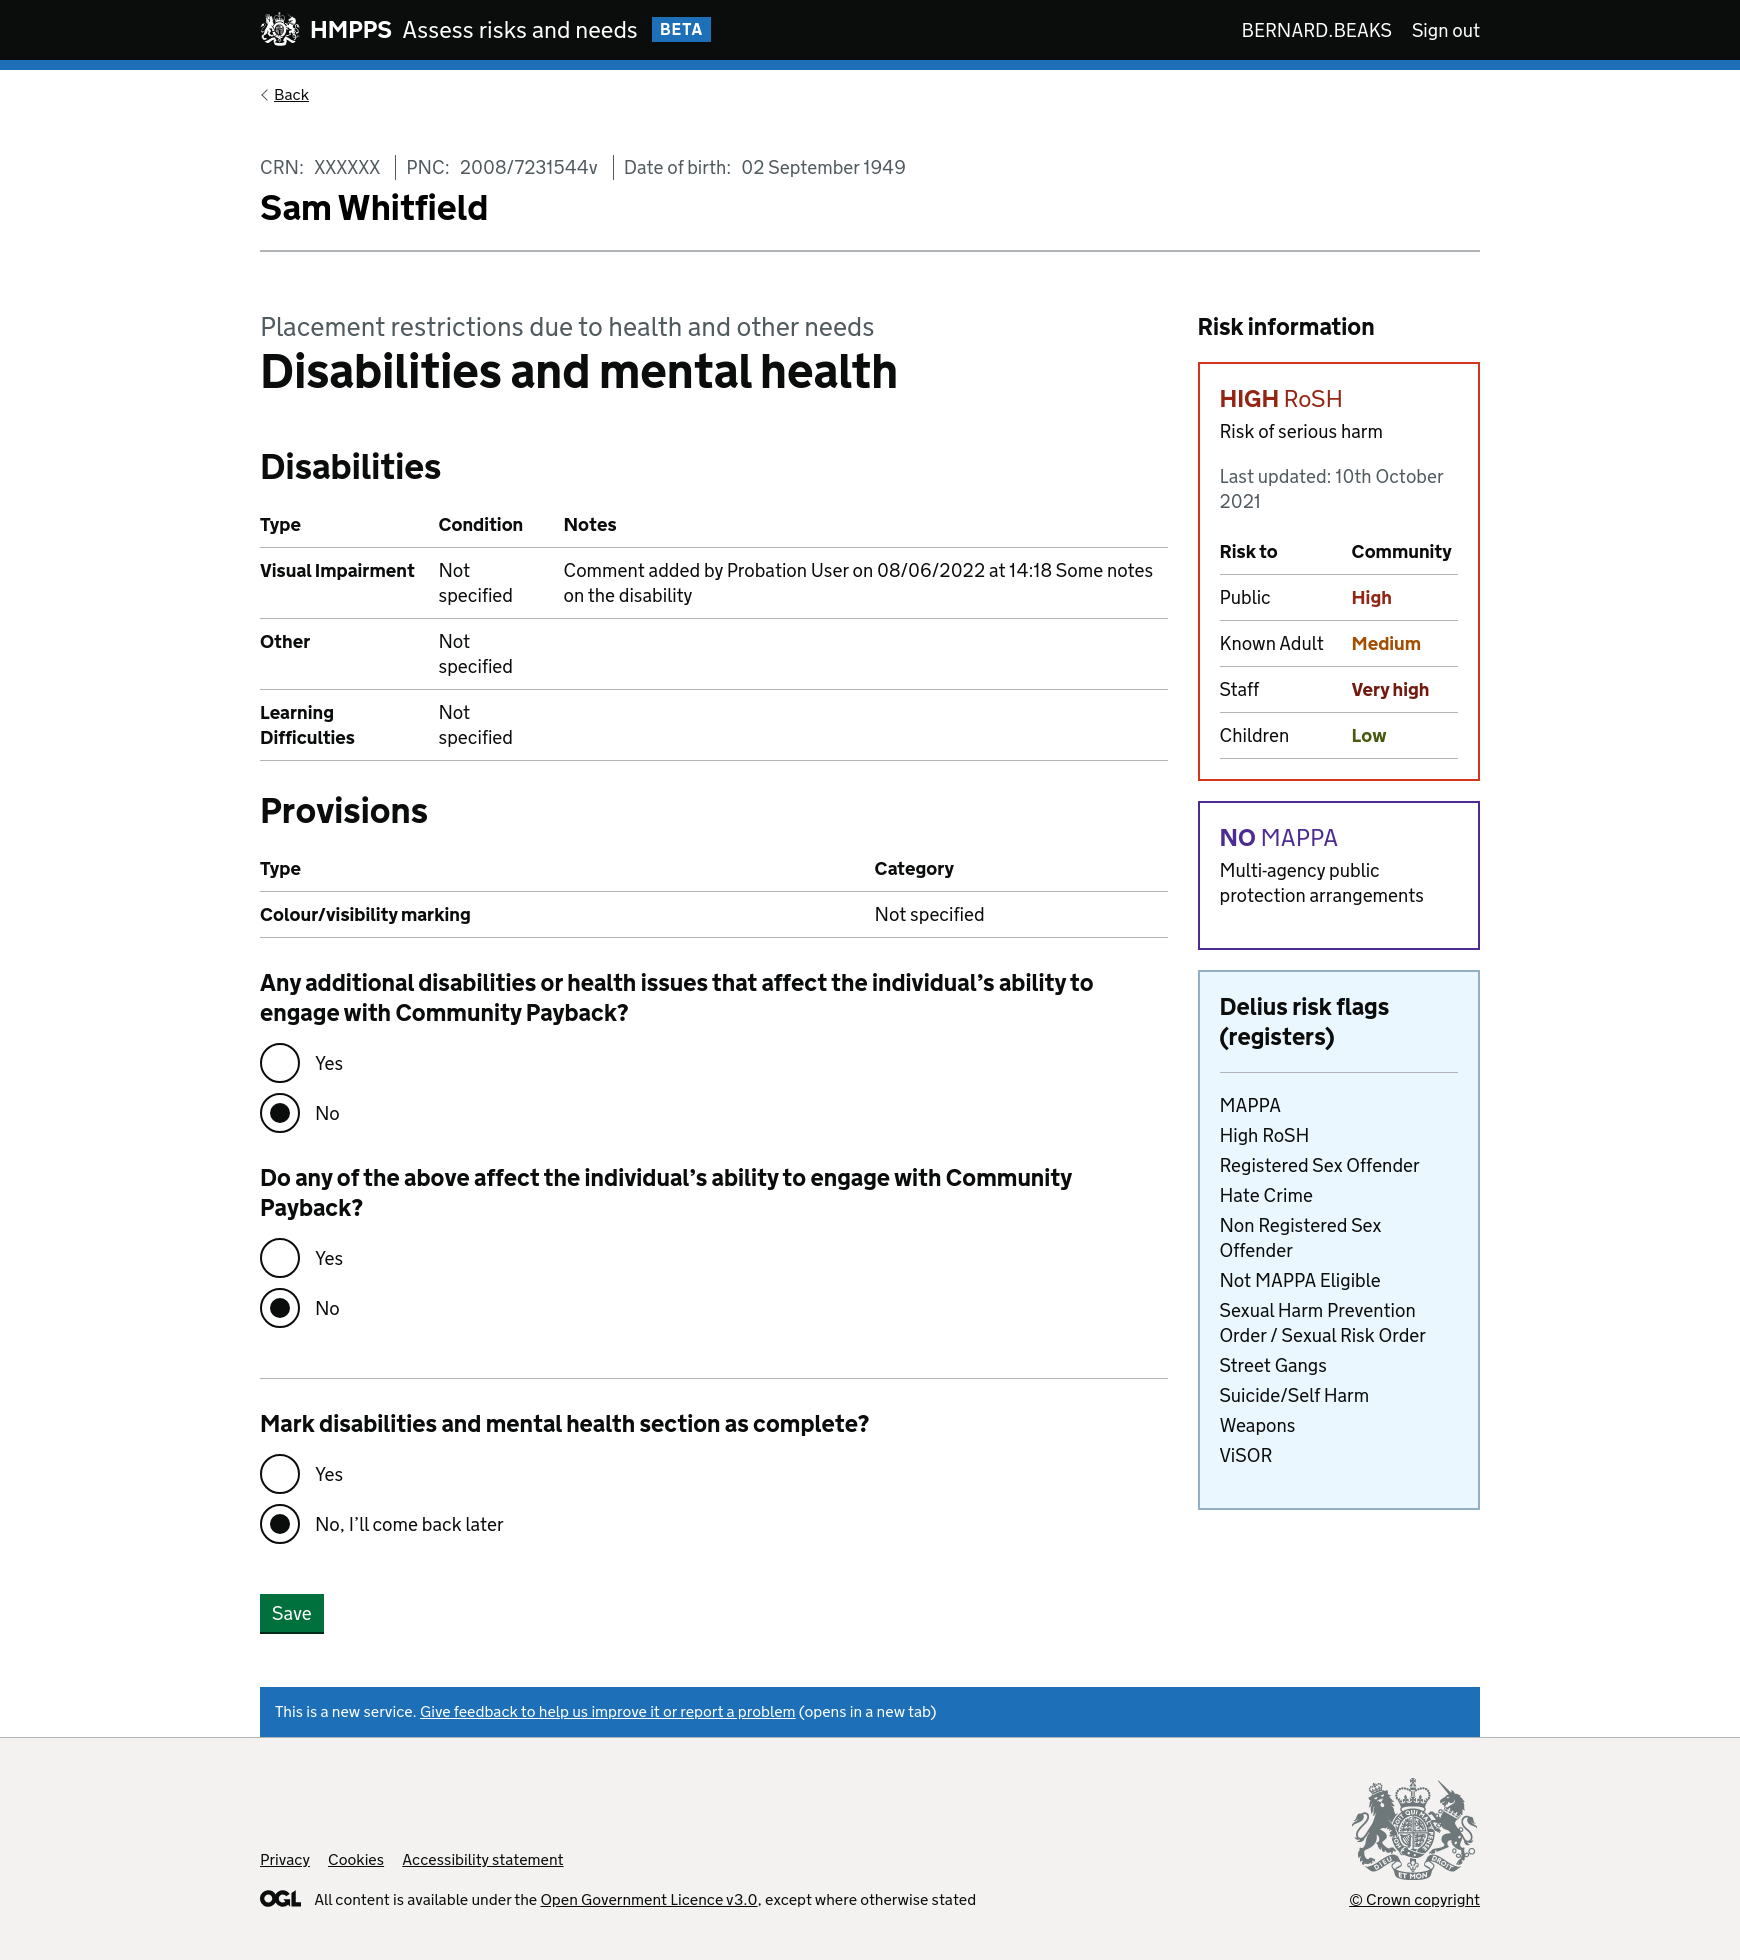 HMPPS Assess risks and needs BETA
BERNARD.BEAKS Sign out
Back
CRN: XXXXXX PNC: 2008/7231544v Date of birth: 02 September 1949
Sam Whitfield
Placement restrictions due to health and other needs
Disabilities and mental health
Disabilities
Type Condition Notes
Visual Impairment Not specified Comment added by Probation User on 08/06/2022 at 14:18 Some notes
on the disability
Other Not specified
Learning Difficulties Not specified
Provisions
Type Category
Colour/visibility marking Not specified
Any additional disabilities or health issues that affect the individual’s ability to
engage with Community Payback?
Yes
No
Do any of the above affect the individual’s ability to engage with Community
Payback?
Yes
No
Mark disabilities and mental health section as complete?
Yes
No, I’ll come back later
Save
Risk information
HIGH RoSH
Risk of serious harm
Last updated: 10th October
2021
Risk to Community
Public High
Known Adult Medium
Staff Very high
Children Low
NO MAPPA
Multi-agency public
protection arrangements
Delius risk flags
(registers)
MAPPA
High RoSH
Registered Sex Offender
Hate Crime
Non Registered Sex
Offender
Not MAPPA Eligible
Sexual Harm Prevention
Order / Sexual Risk Order
Street Gangs
Suicide/Self Harm
Weapons
ViSOR
This is a new service. Give feedback to help us improve it or report a problem (opens in a new tab)
Privacy Cookies Accessibility statement
OGL All content is available under the Open Government Licence v3.0, except where otherwise stated
© Crown copyright